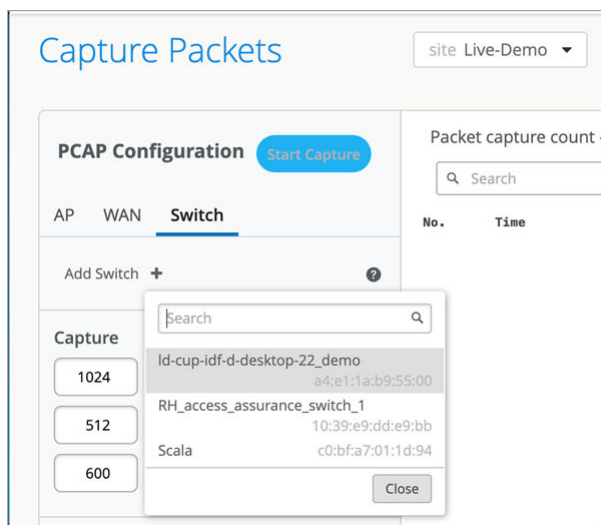 Capture Packets
site Live-Demo
PCAP Configuration
Start Capture
Packet capture count
Search
AP WAN Switch
No. Time
Add Switch +
Search
Capture
1024
512
600
ld-cup-idf-d-desktop-22_demo
a4:e1:1a:b9:55:00
RH_access_assurance_switch_1
10:39:e9:dd:e9:bb
Scala c0:bf:a7:01:1d:94
Close